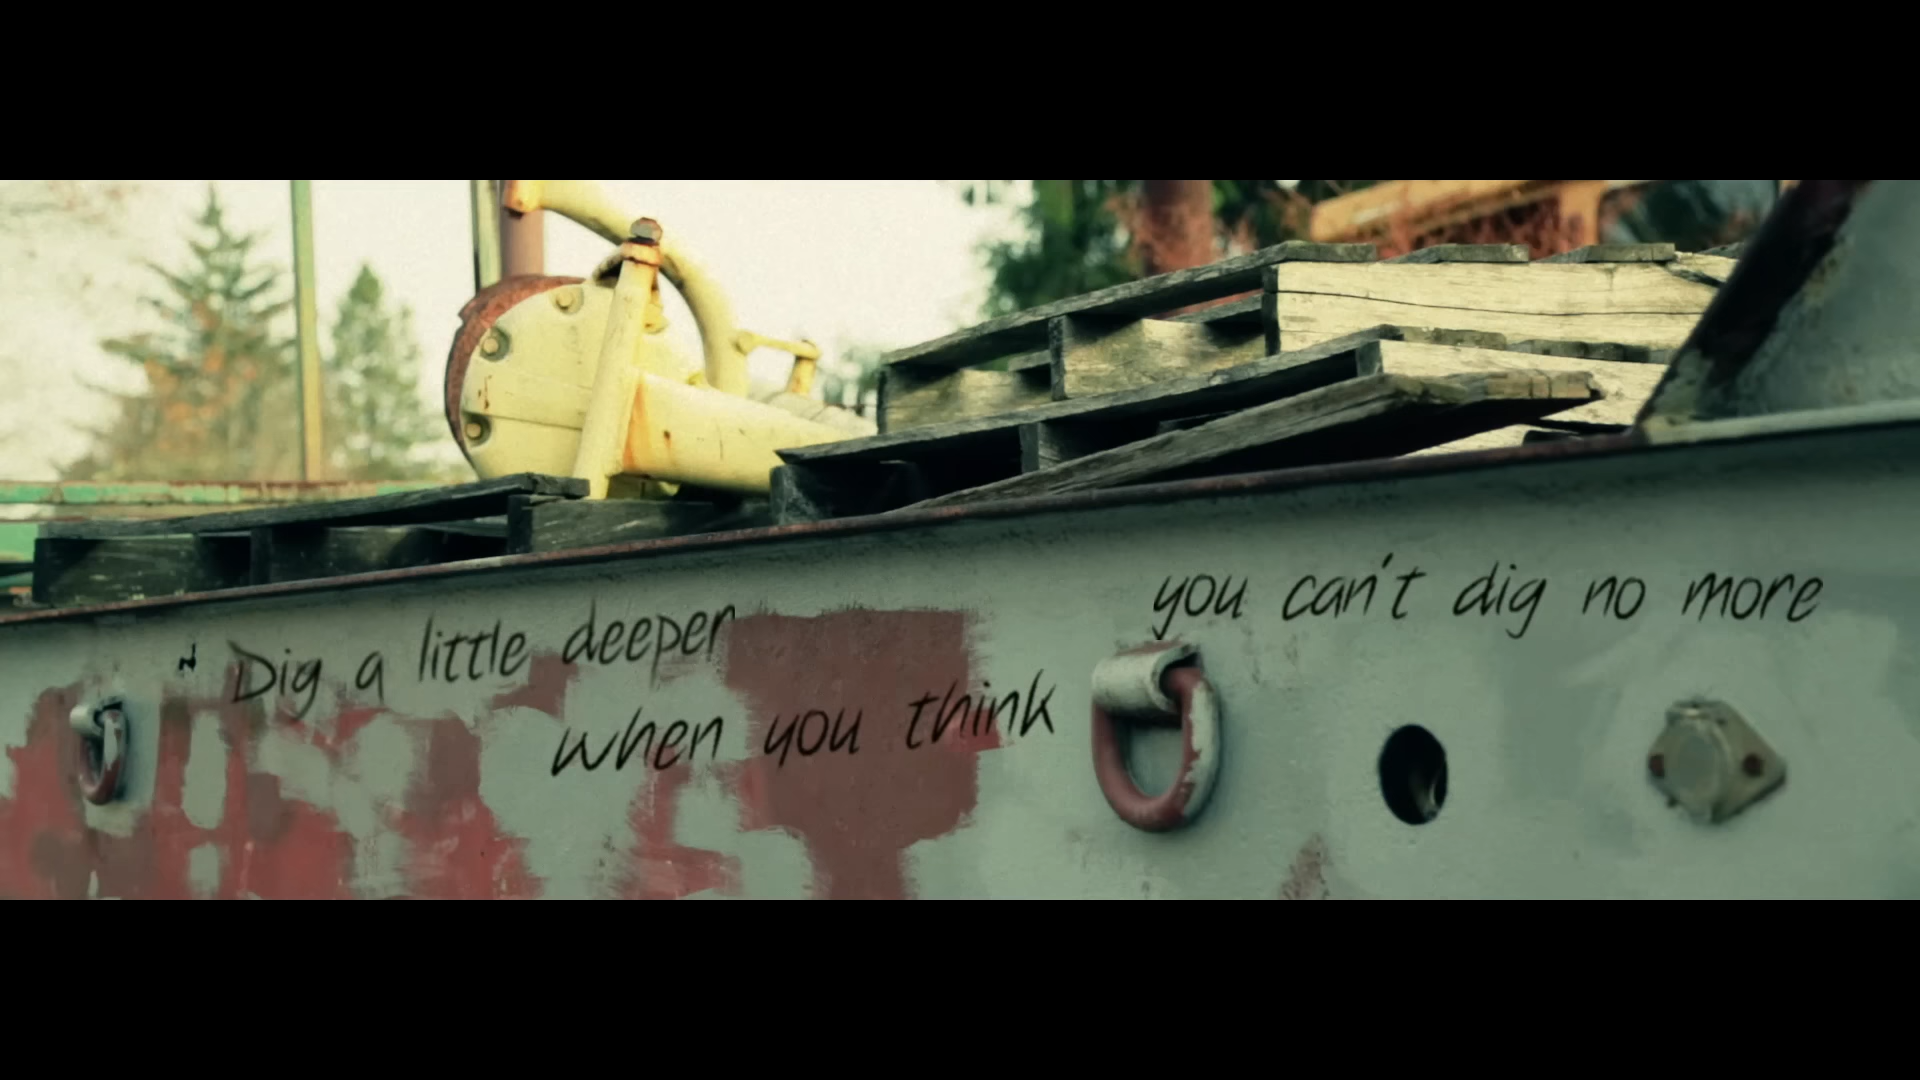 Dig a little deeper
when you think
you can't dig no more